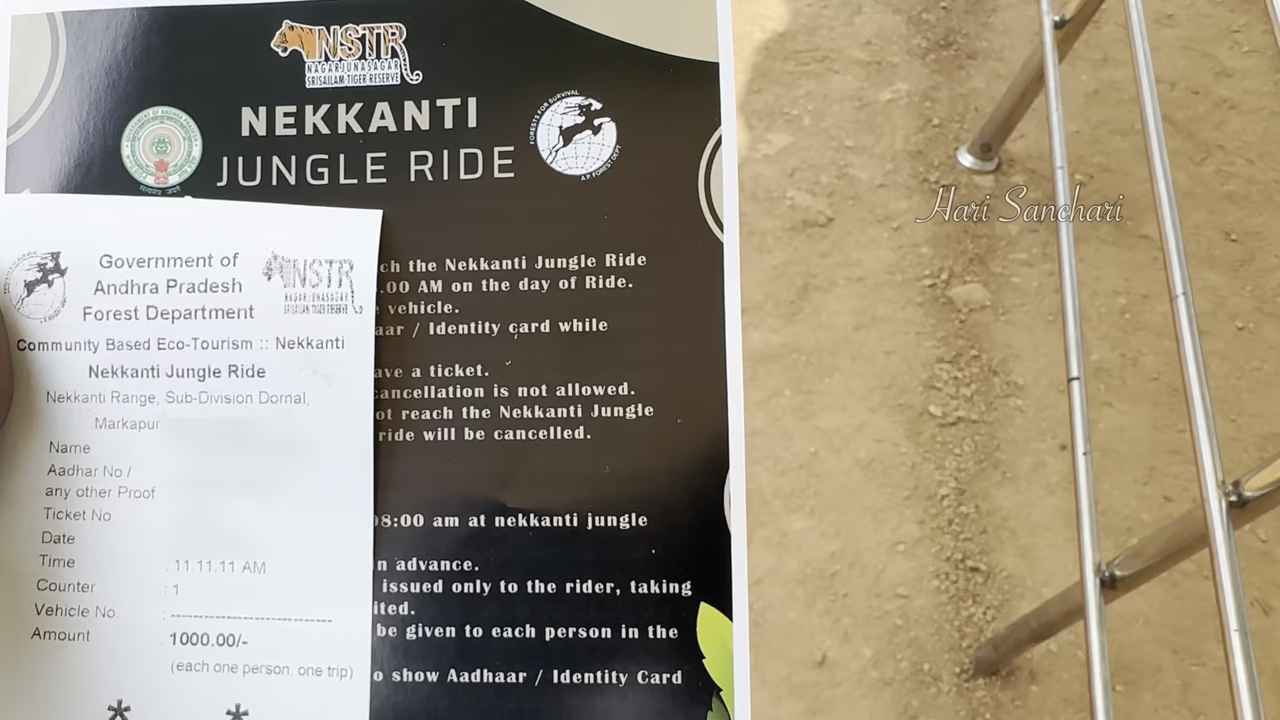 NSTR
NAGARJUNASAGAR
SRISAILAM TIGER RESERVE
NEKKANTI
JUNGLE RIDE
FORESTS FOR SURVIVAL
A.P. FOREST DEPT
सत्यमेव जयते
ch the Nekkanti Jungle Ride
.00 AM on the day of Ride.
vehicle.
aar / Identity card while
ave a ticket.
cancellation is not allowed.
ot reach the Nekkanti Jungle
ride will be cancelled.
08:00 am at nekkanti jungle
n advance.
issued only to the rider, taking
ited.
be given to each person in the
o show Aadhaar / Identity Card
Government of
Andhra Pradesh
Forest Department
NSTR
NAGARJUNASAGAR
SRISAILAM TIGER RESERVE
Community Based Eco-Tourism :: Nekkanti
Nekkanti Jungle Ride
Nekkanti Range, Sub-Division Dornal,
Markapur
Name
Aadhar No /
any other Proof
Ticket No
Date
Time : 11.11.11 AM
Counter : 1
Vehicle No. : --------------------
Amount : 1000.00/-
(each one person, one trip)
* *
Hari Sanchari